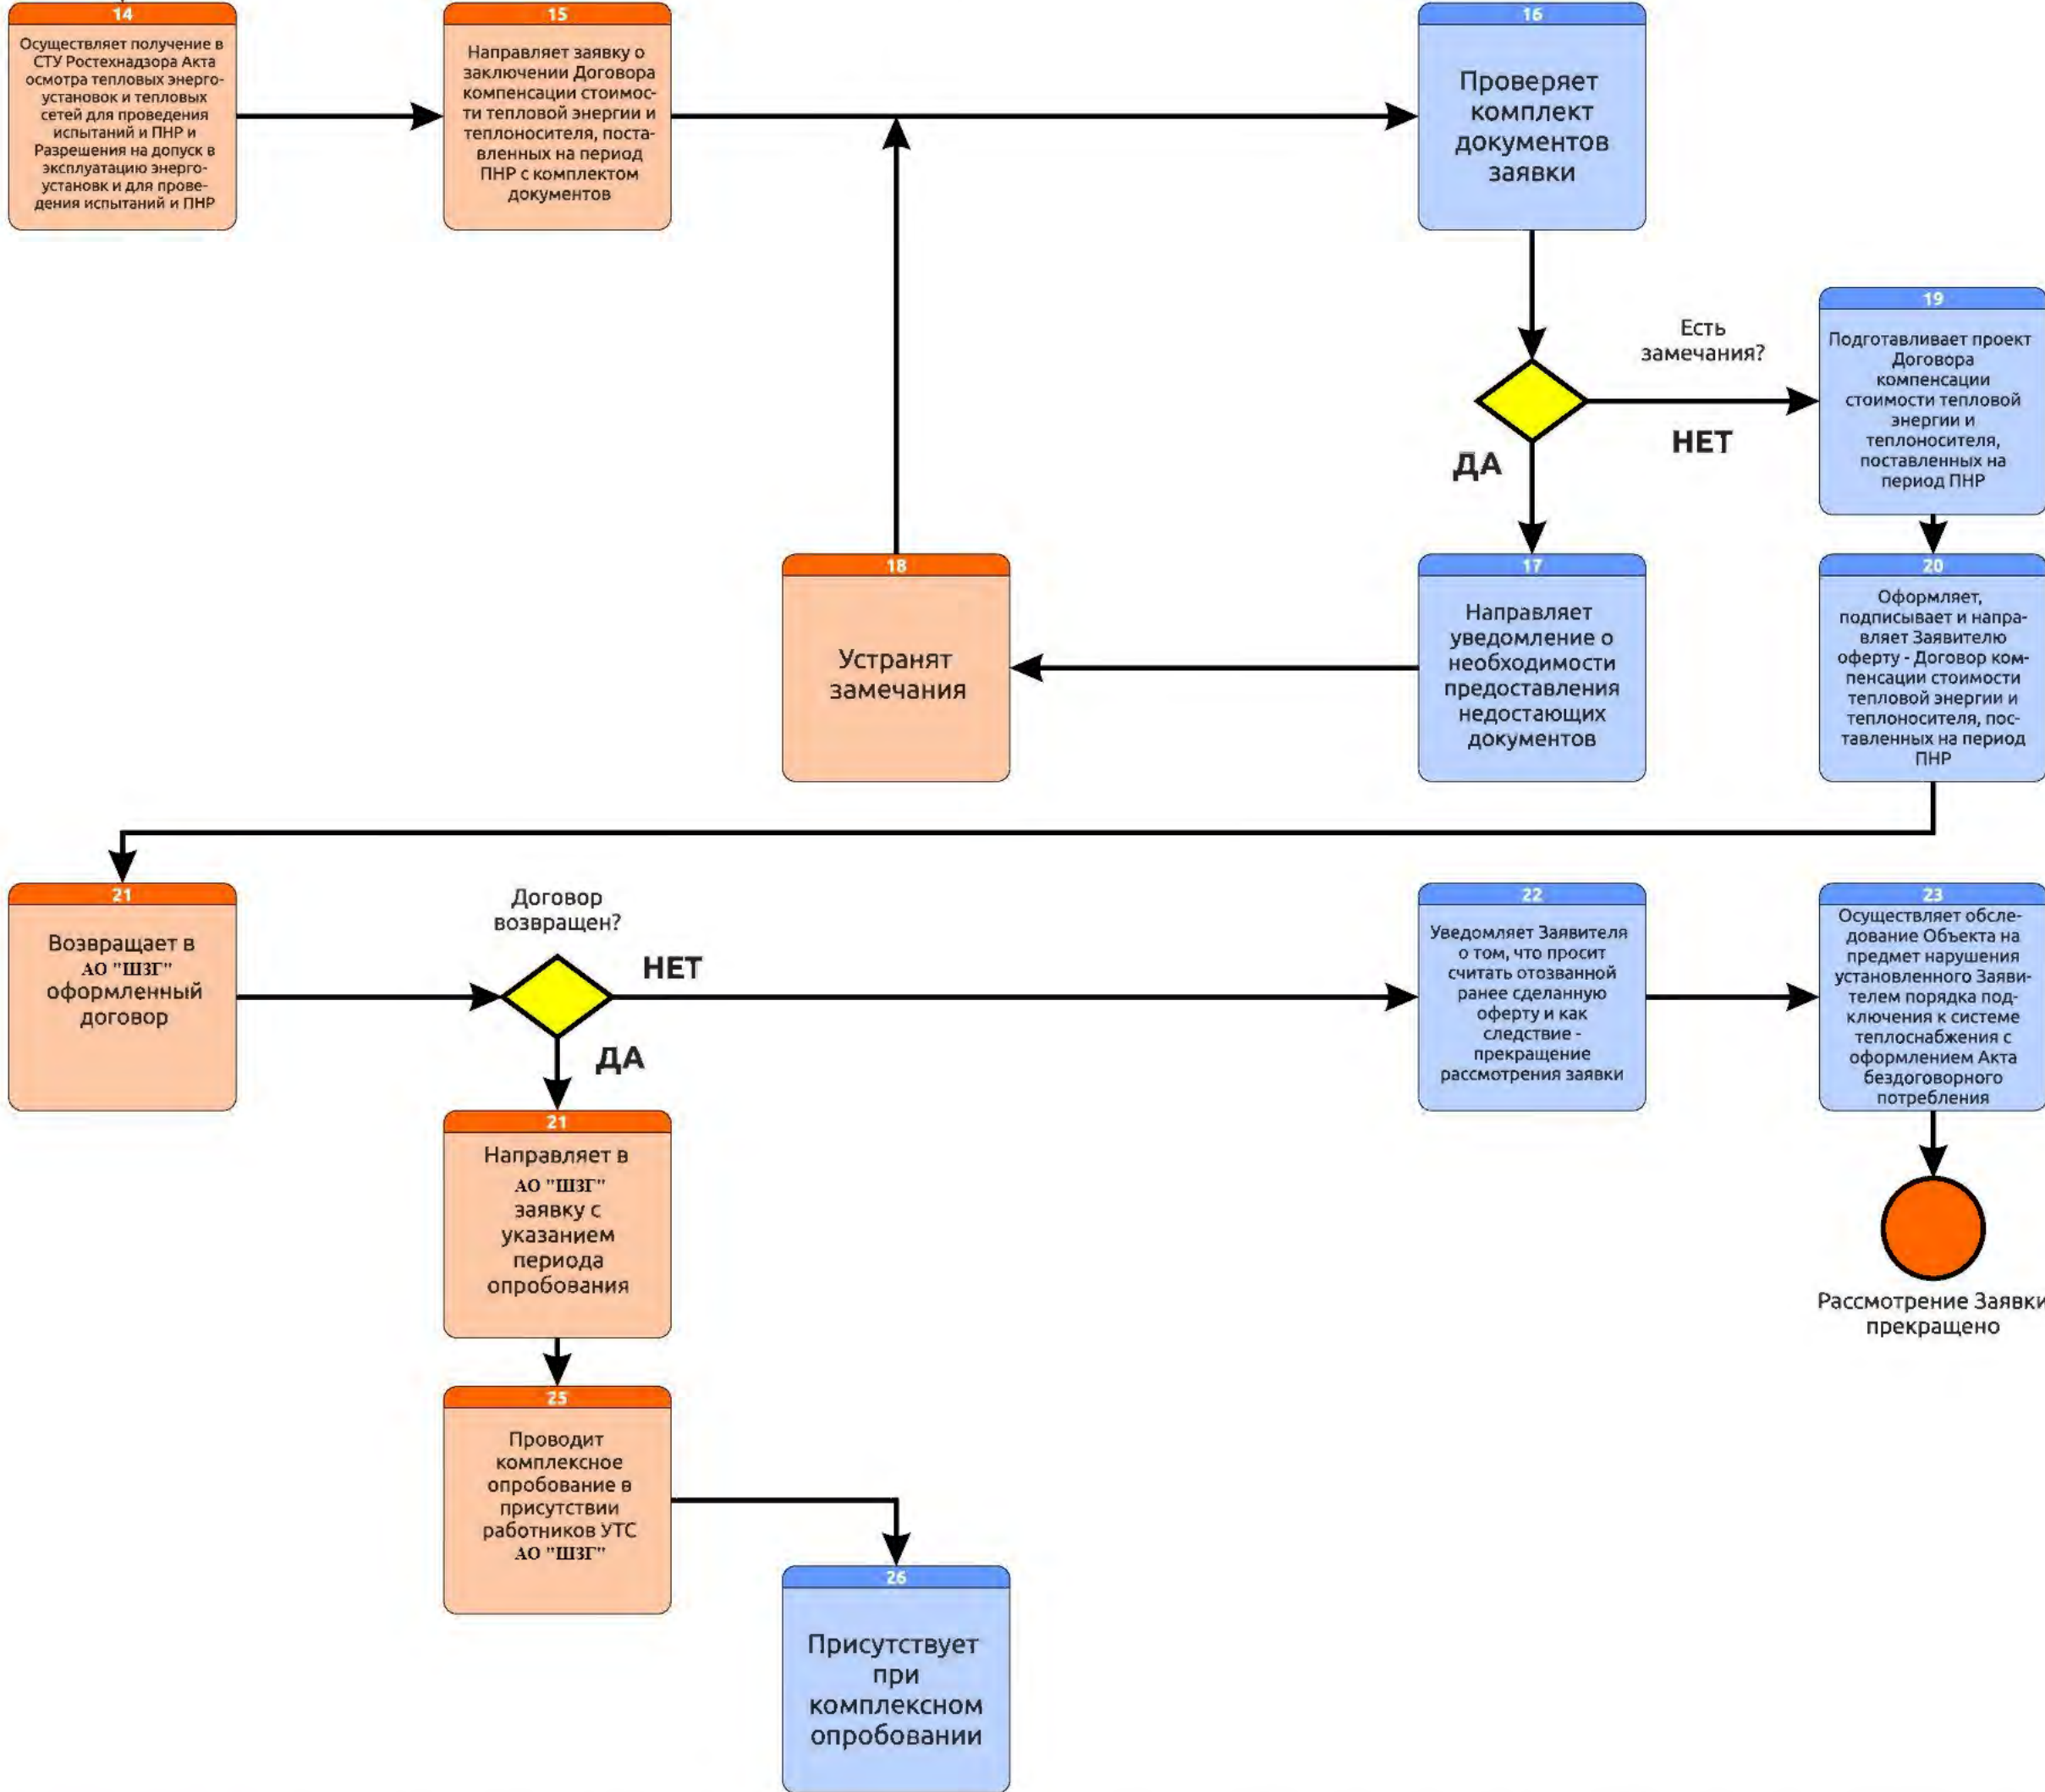 14
Осуществляет получение в
СТУ Ростехнадзора Акта
осмотра тепловых энерго-
установок и тепловых
сетей для проведения
испытаний и ПНР и
Разрешения на допуск в
эксплуатацию энерго-
установк и для прове-
дения испытаний и ПНР
15
Направляет заявку о
заключении Договора
компенсации стоимос-
ти тепловой энергии и
теплоносителя, поста-
вленных на период
ПНР с комплектом
документов
16
Проверяет
комплект
документов
заявки
Есть
замечания?
НЕТ
ДА
19
Подготавливает проект
Договора
компенсации
стоимости тепловой
энергии и
теплоносителя,
поставленных на
период ПНР
18
Устранят
замечания
17
Направляет
уведомление о
необходимости
предоставления
недостающих
документов
20
Оформляет,
подписывает и напра-
вляет Заявителю
оферту - Договор ком-
пенсации стоимости
тепловой энергии и
теплоносителя, пос-
тавленных на период
ПНР
21
Возвращает в
АО "ШЗГ"
оформленный
договор
Договор
возвращен?
НЕТ
ДА
22
Уведомляет Заявителя
о том, что просит
считать отозванной
ранее сделанную
оферту и как
следствие -
прекращение
рассмотрения заявки
23
Осуществляет обсле-
дование Объекта на
предмет нарушения
установленного Заяви-
телем порядка под-
ключения к системе
теплоснабжения с
оформлением Акта
бездоговорного
потребления
21
Направляет в
АО "ШЗГ"
заявку с
указанием
периода
опробования
Рассмотрение Заявки
прекращено
25
Проводит
комплексное
опробование в
присутствии
работников УТС
АО "ШЗГ"
26
Присутствует
при
комплексном
опробовании